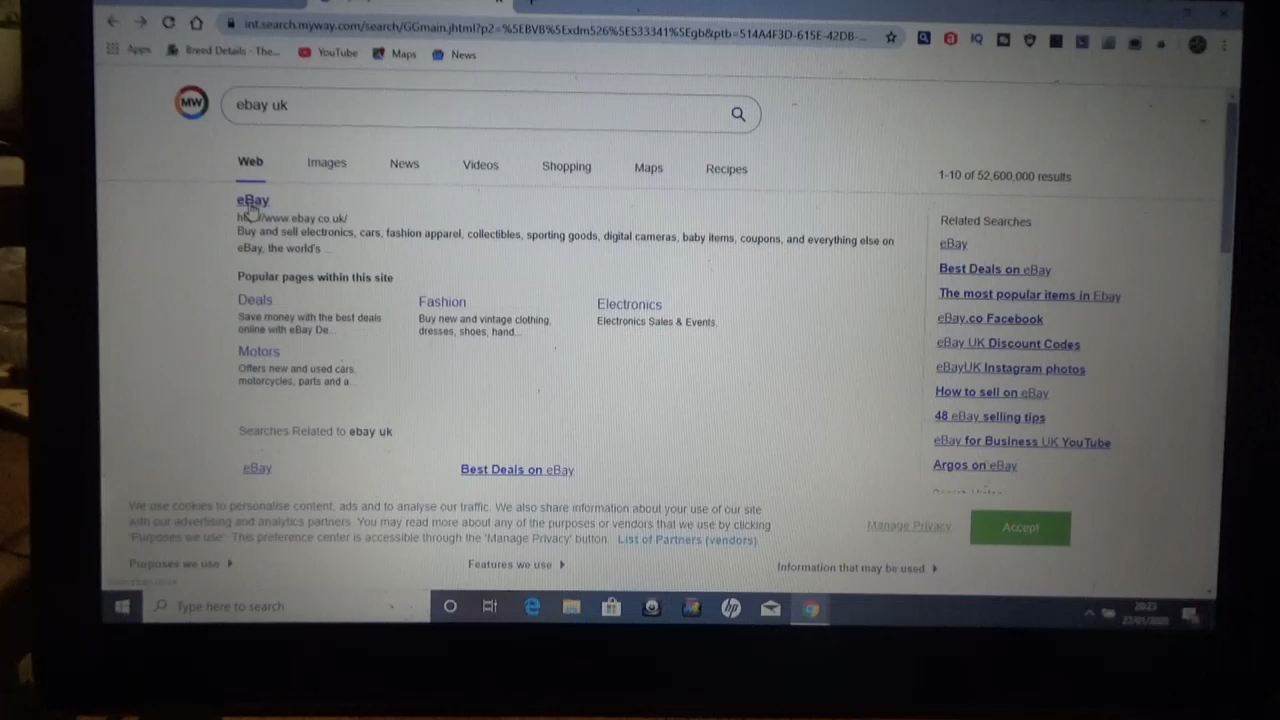 int.search.myway.com/search/GGmain.jhtml?p2=%5EBVB%5Exdm526%5ES33341%5Egb&ptb=514A4F3D-615E-42DB-...
Apps Breed Details - The... YouTube Maps News
MW ebay uk
Web Images News Videos Shopping Maps Recipes
1-10 of 52,600,000 results
eBay
www.ebay.co.uk/
Buy and sell electronics, cars, fashion apparel, collectibles, sporting goods, digital cameras, baby items, coupons, and everything else on
eBay, the world's ...
Popular pages within this site
Deals
Save money with the best deals
online with eBay De...
Fashion
Buy new and vintage clothing,
dresses, shoes, hand...
Electronics
Electronics Sales & Events.
Motors
Offers new and used cars,
motorcycles, parts and a...
Searches Related to ebay uk
eBay Best Deals on eBay
Related Searches
eBay
Best Deals on eBay
The most popular items in Ebay
eBay.co Facebook
eBay UK Discount Codes
eBayUK Instagram photos
How to sell on eBay
48 eBay selling tips
eBay for Business UK YouTube
Argos on eBay
We use cookies to personalise content, ads and to analyse our traffic. We also share information about your use of our site
with our advertising and analytics partners. You may read more about any of the purposes or vendors that we use by clicking
'Purposes we use'. This preference center is accessible through the 'Manage Privacy' button. List of Partners (vendors)
Manage Privacy Accept
Purposes we use Features we use Information that may be used
Type here to search
hp
20:23